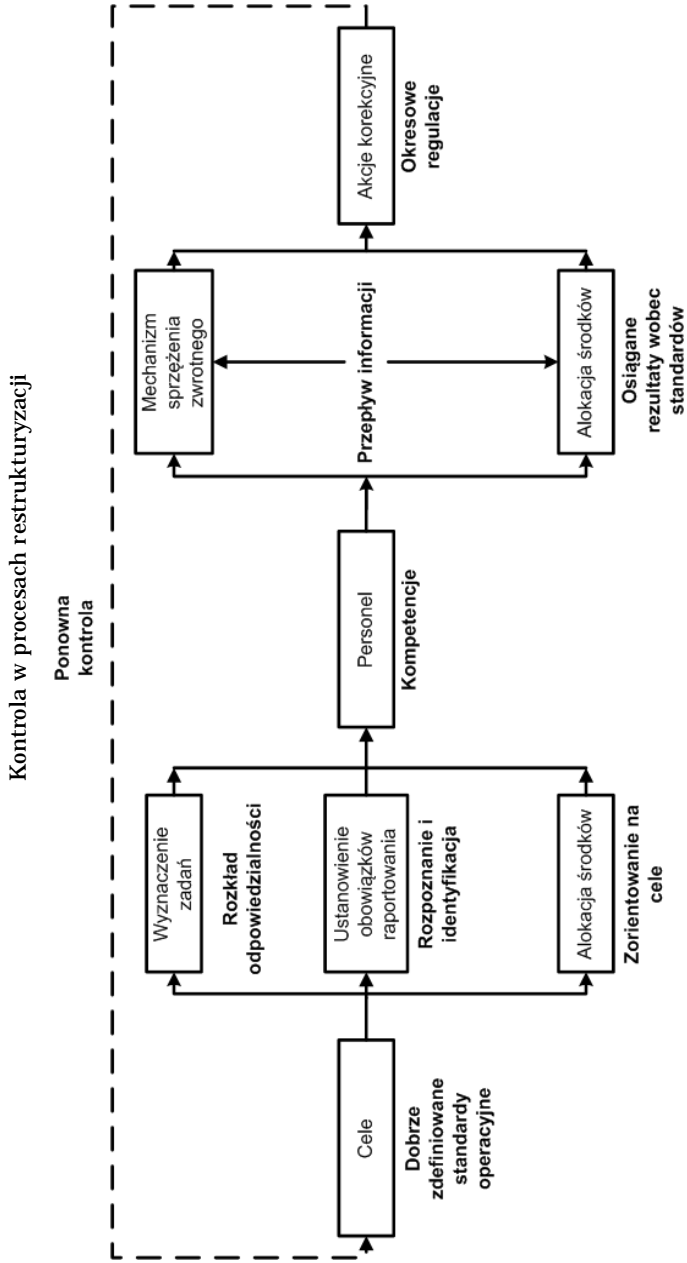 Kontrola w procesach restrukturyzacji
Ponowna
kontrola
Cele
Dobrze
zdefiniowane
standardy
operacyjne
Wyznaczenie
zadań
Rozkład
odpowiedzialności
Ustanowienie
obowiązków
raportowania
Rozpoznanie i
identyfikacja
Alokacja środków
Zorientowanie na
cele
Personel
Kompetencje
Mechanizm
sprzężenia
zwrotnego
Przepływ informacji
Alokacja środków
Osiągane
rezultaty wobec
standardów
Akcje korekcyjne
Okresowe
regulacje